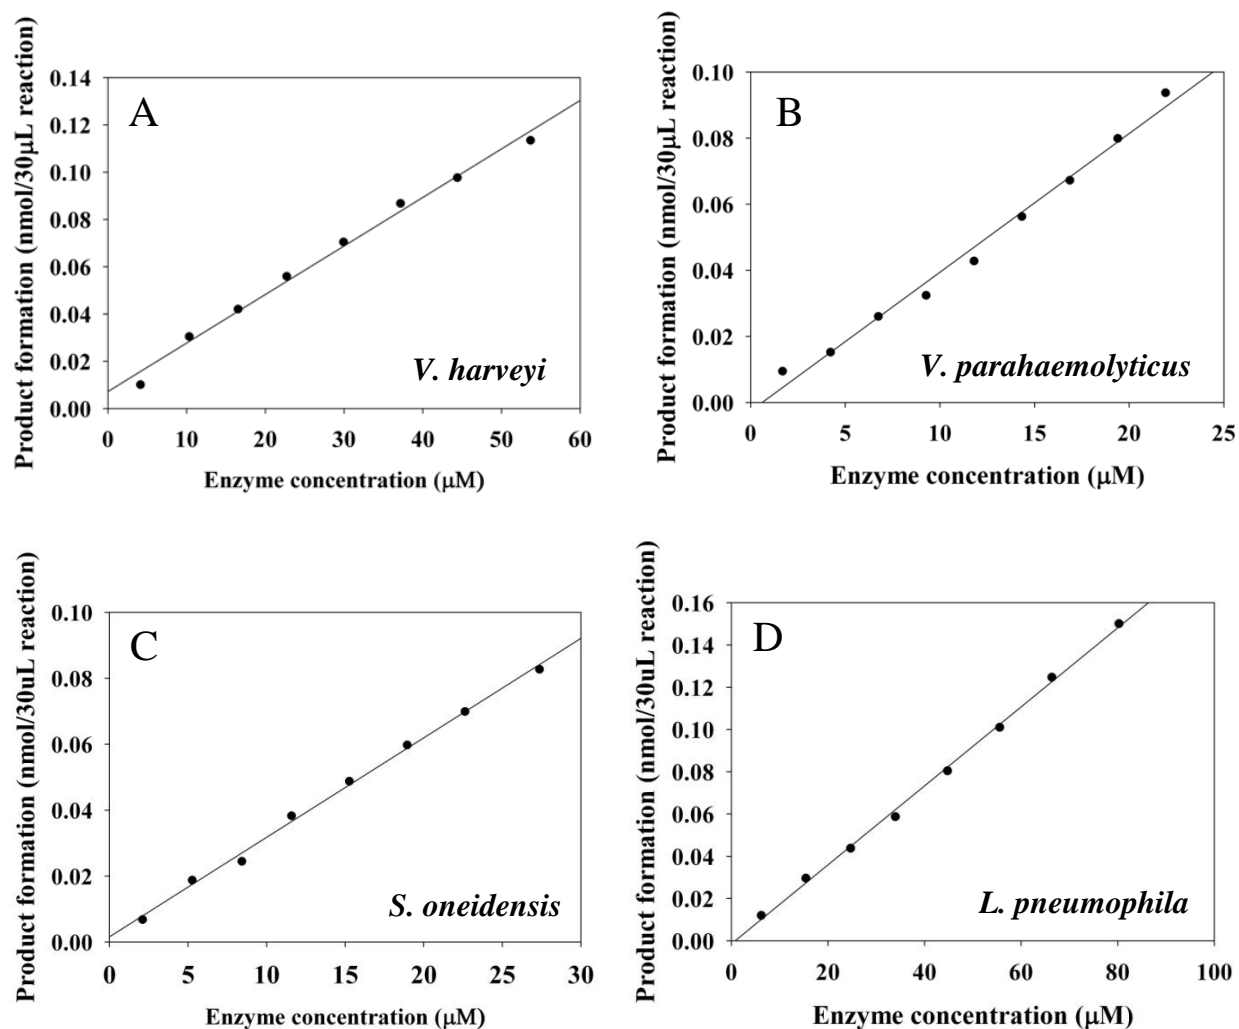 Product formation (nmol/30µL reaction)
0.14
0.12
0.10
0.08
0.06
0.04
0.02
0.00
A
V. harveyi
0 10 20 30 40 50 60
Enzyme concentration (µM)
Product formation (nmol/30µL reaction)
0.10
0.08
0.06
0.04
0.02
0.00
B
V. parahaemolyticus
0 5 10 15 20 25
Enzyme concentration (µM)
Product formation (nmol/30uL reaction)
0.10
0.08
0.06
0.04
0.02
0.00
C
S. oneidensis
0 5 10 15 20 25 30
Enzyme concentration (µM)
Product formation (nmol/30uL reaction)
0.16
0.14
0.12
0.10
0.08
0.06
0.04
0.02
0.00
D
L. pneumophila
0 20 40 60 80 100
Enzyme concentration (µM)